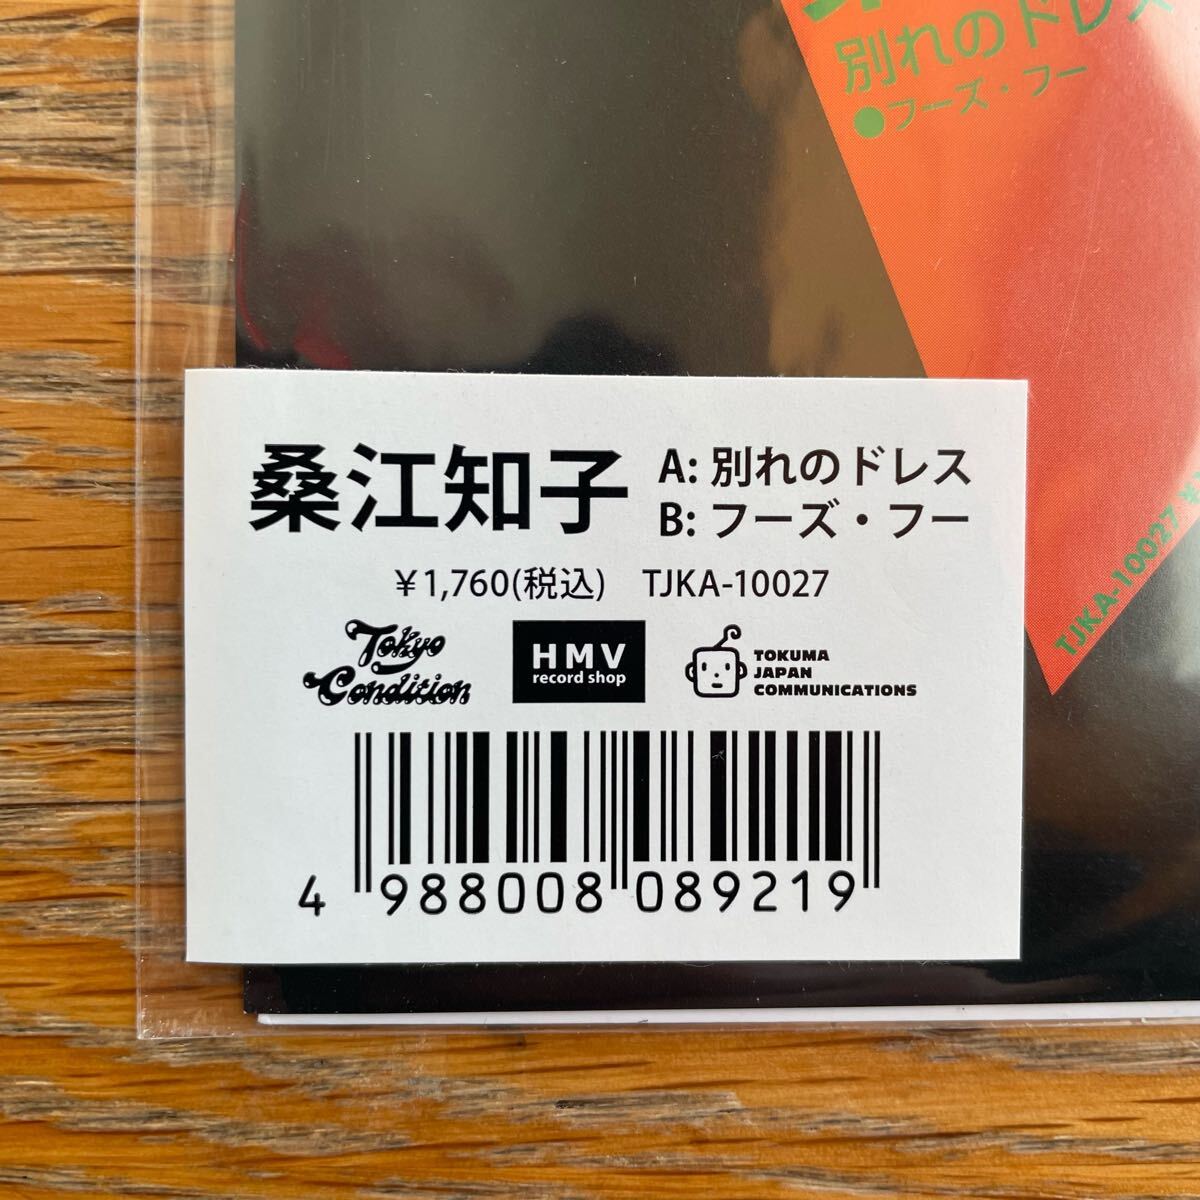 別れのドレス
●フーズ・フー
桑江知子
A: 別れのドレス
B: フーズ・フー
￥1,760(税込) TJKA-10027
Tokyo
Condition
HMV
record shop
TOKUMA
JAPAN
COMMUNICATIONS
4 988008 089219
TJKA-10027